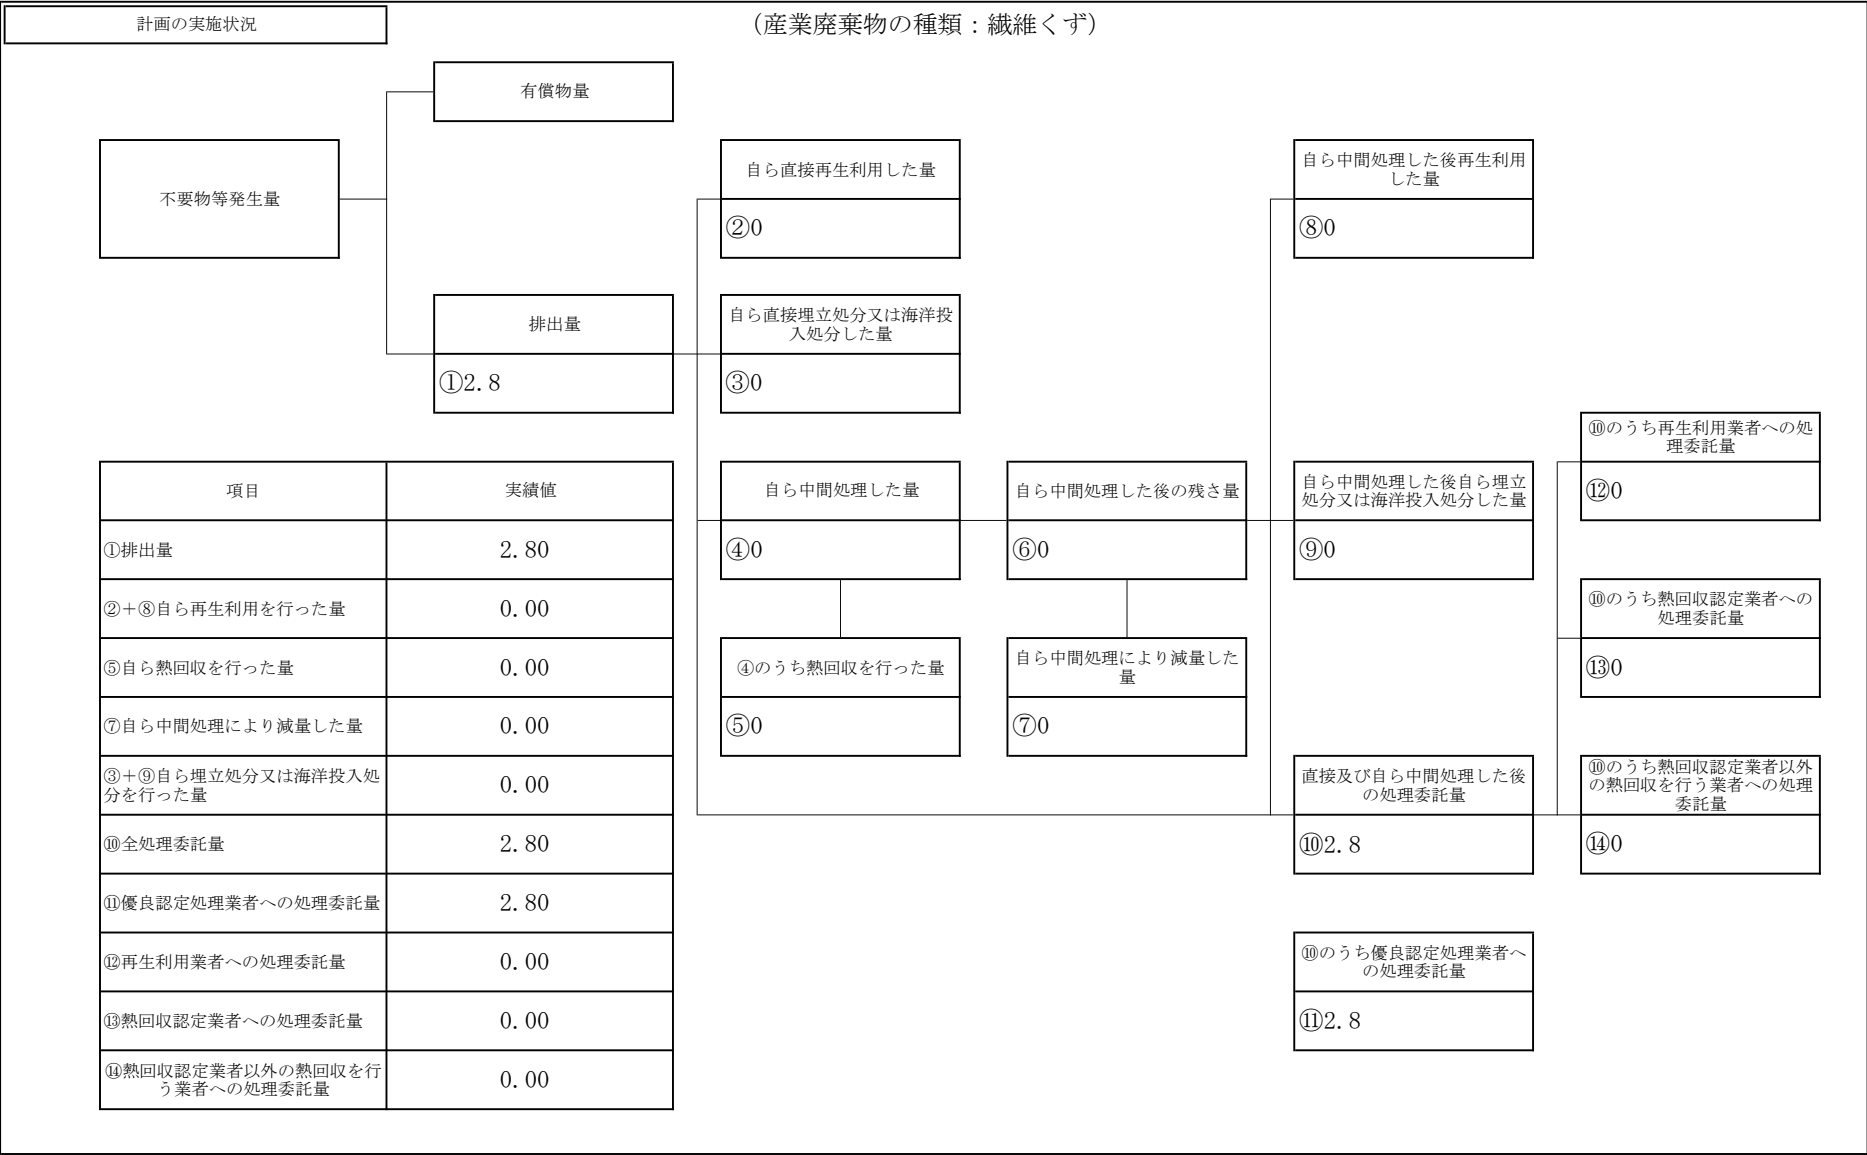 計画の実施状況
（産業廃棄物の種類：繊維くず）
有償物量
不要物等発生量
自ら直接再生利用した量
②0
自ら中間処理した後再生利用
した量
⑧0
排出量
①2.8
自ら直接埋立処分又は海洋投
入処分した量
③0
⑩のうち再生利用業者への処
理委託量
⑫0
自ら中間処理した量
④0
自ら中間処理した後の残さ量
⑥0
自ら中間処理した後自ら埋立
処分又は海洋投入処分した量
⑨0
⑩のうち熱回収認定業者への
処理委託量
⑬0
④のうち熱回収を行った量
⑤0
自ら中間処理により減量した
量
⑦0
直接及び自ら中間処理した後
の処理委託量
⑩2.8
⑩のうち熱回収認定業者以外
の熱回収を行う業者への処理
委託量
⑭0
⑩のうち優良認定処理業者へ
の処理委託量
⑪2.8
項目 実績値
①排出量 2.80
②＋⑧自ら再生利用を行った量 0.00
⑤自ら熱回収を行った量 0.00
⑦自ら中間処理により減量した量 0.00
③＋⑨自ら埋立処分又は海洋投入処
分を行った量 0.00
⑩全処理委託量 2.80
⑪優良認定処理業者への処理委託量 2.80
⑫再生利用業者への処理委託量 0.00
⑬熱回収認定業者への処理委託量 0.00
⑭熱回収認定業者以外の熱回収を行
う業者への処理委託量 0.00